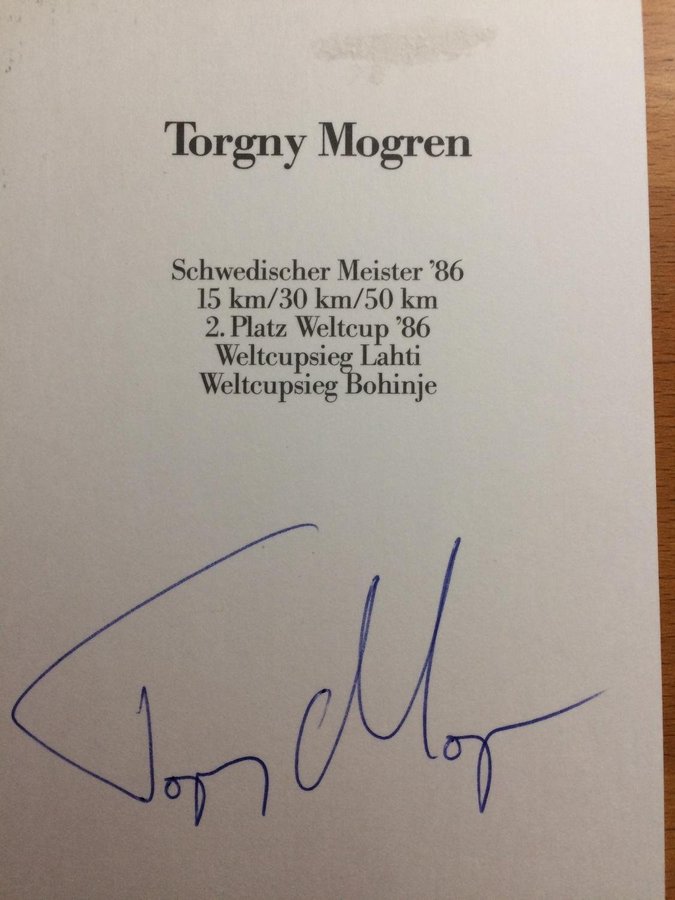 Torgny Mogren
Schwedischer Meister ’86
15 km/30 km/50 km
2. Platz Weltcup ’86
Weltcupsieg Lahti
Weltcupsieg Bohinje